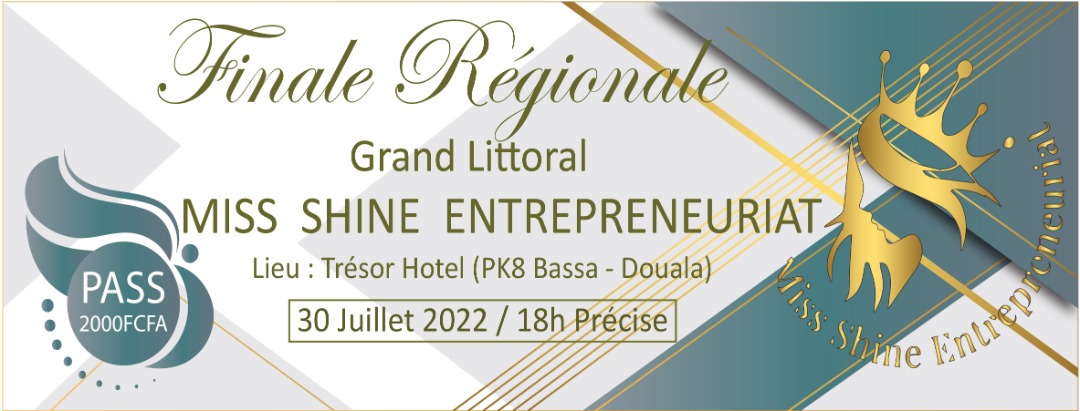 Finale Régionale
Grand Littoral
MISS SHINE ENTREPRENEURIAT
Lieu : Trésor Hotel (PK8 Bassa - Douala)
30 Juillet 2022 / 18h Précise
PASS
2000FCFA
Miss Shine Entrepreneurial